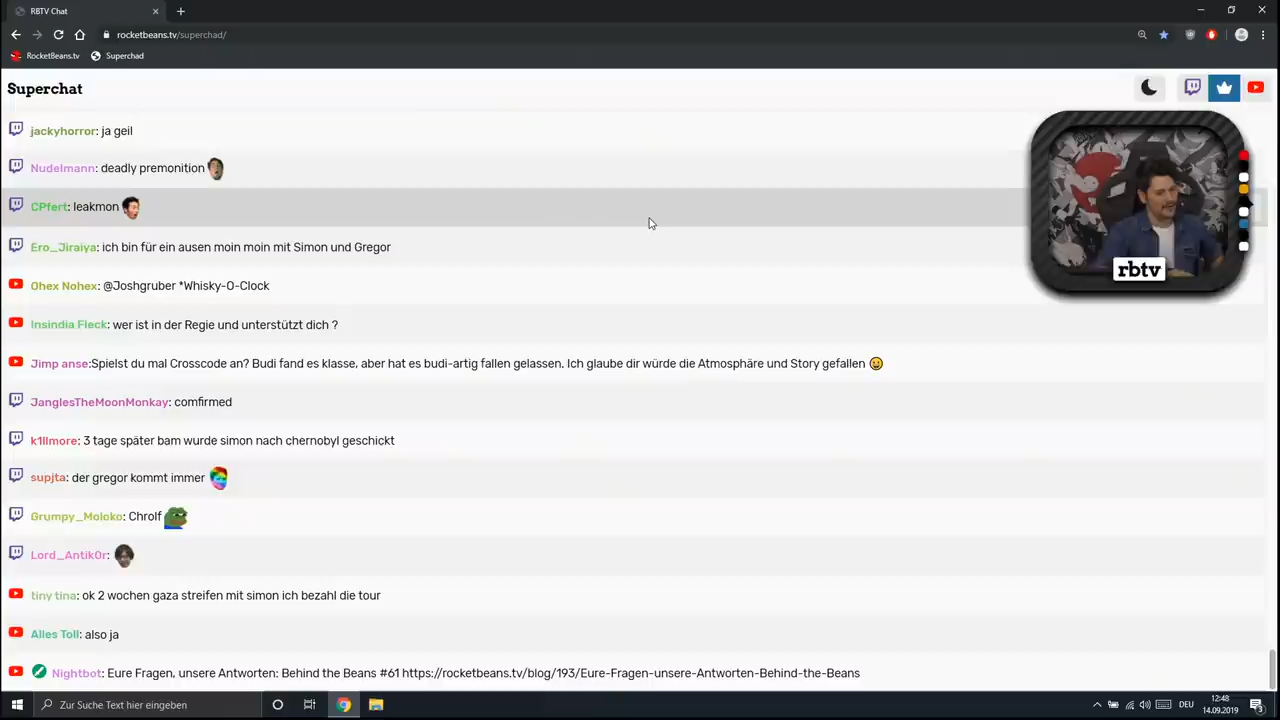 RBTV Chat
rocketbeans.tv/superchad/
RocketBeans.tv Superchad
Superchat
jackyhorror: ja geil
Nudelmann: deadly premonition
CPfert: leakmon
Ero_Jiraiya: ich bin für ein ausen moin moin mit Simon und Gregor
Ohex Nohex: @Joshgruber *Whisky-O-Clock
Insindia Fleck: wer ist in der Regie und unterstützt dich ?
Jimp anse:Spielst du mal Crosscode an? Budi fand es klasse, aber hat es budi-artig fallen gelassen. Ich glaube dir würde die Atmosphäre und Story gefallen
JanglesTheMoonMonkay: comfirmed
k1llmore: 3 tage später bam wurde simon nach chernobyl geschickt
supjta: der gregor kommt immer
Grumpy_Moloko: Chrolf
Lord_Antik0r:
tiny tina: ok 2 wochen gaza streifen mit simon ich bezahl die tour
Alles Toll: also ja
Nightbot: Eure Fragen, unsere Antworten: Behind the Beans #61 https://rocketbeans.tv/blog/193/Eure-Fragen-unsere-Antworten-Behind-the-Beans
rbtv
Zur Suche Text hier eingeben
DEU
12:48
14.09.2019
3